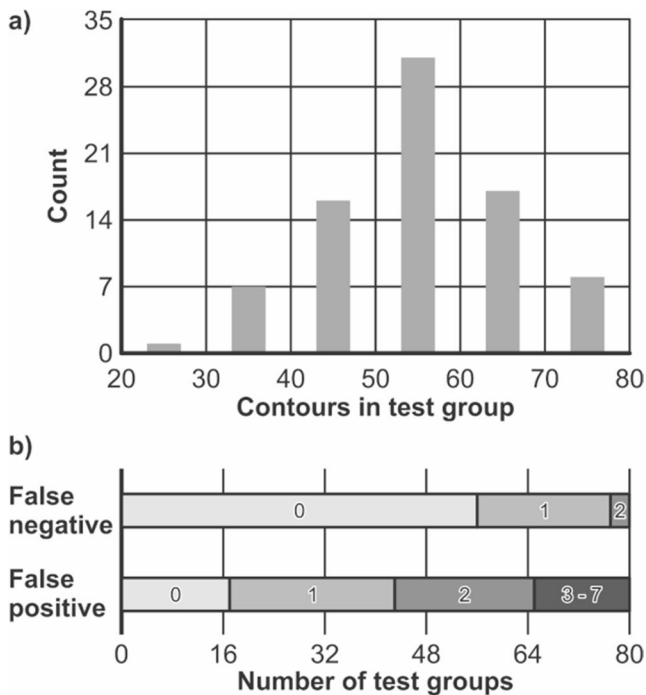 a)
35
28
21
14
7
0
Count
20 30 40 50 60 70 80
Contours in test group
b)
False
negative
0 1 2
False
positive
0 1 2 3 - 7
0 16 32 48 64 80
Number of test groups